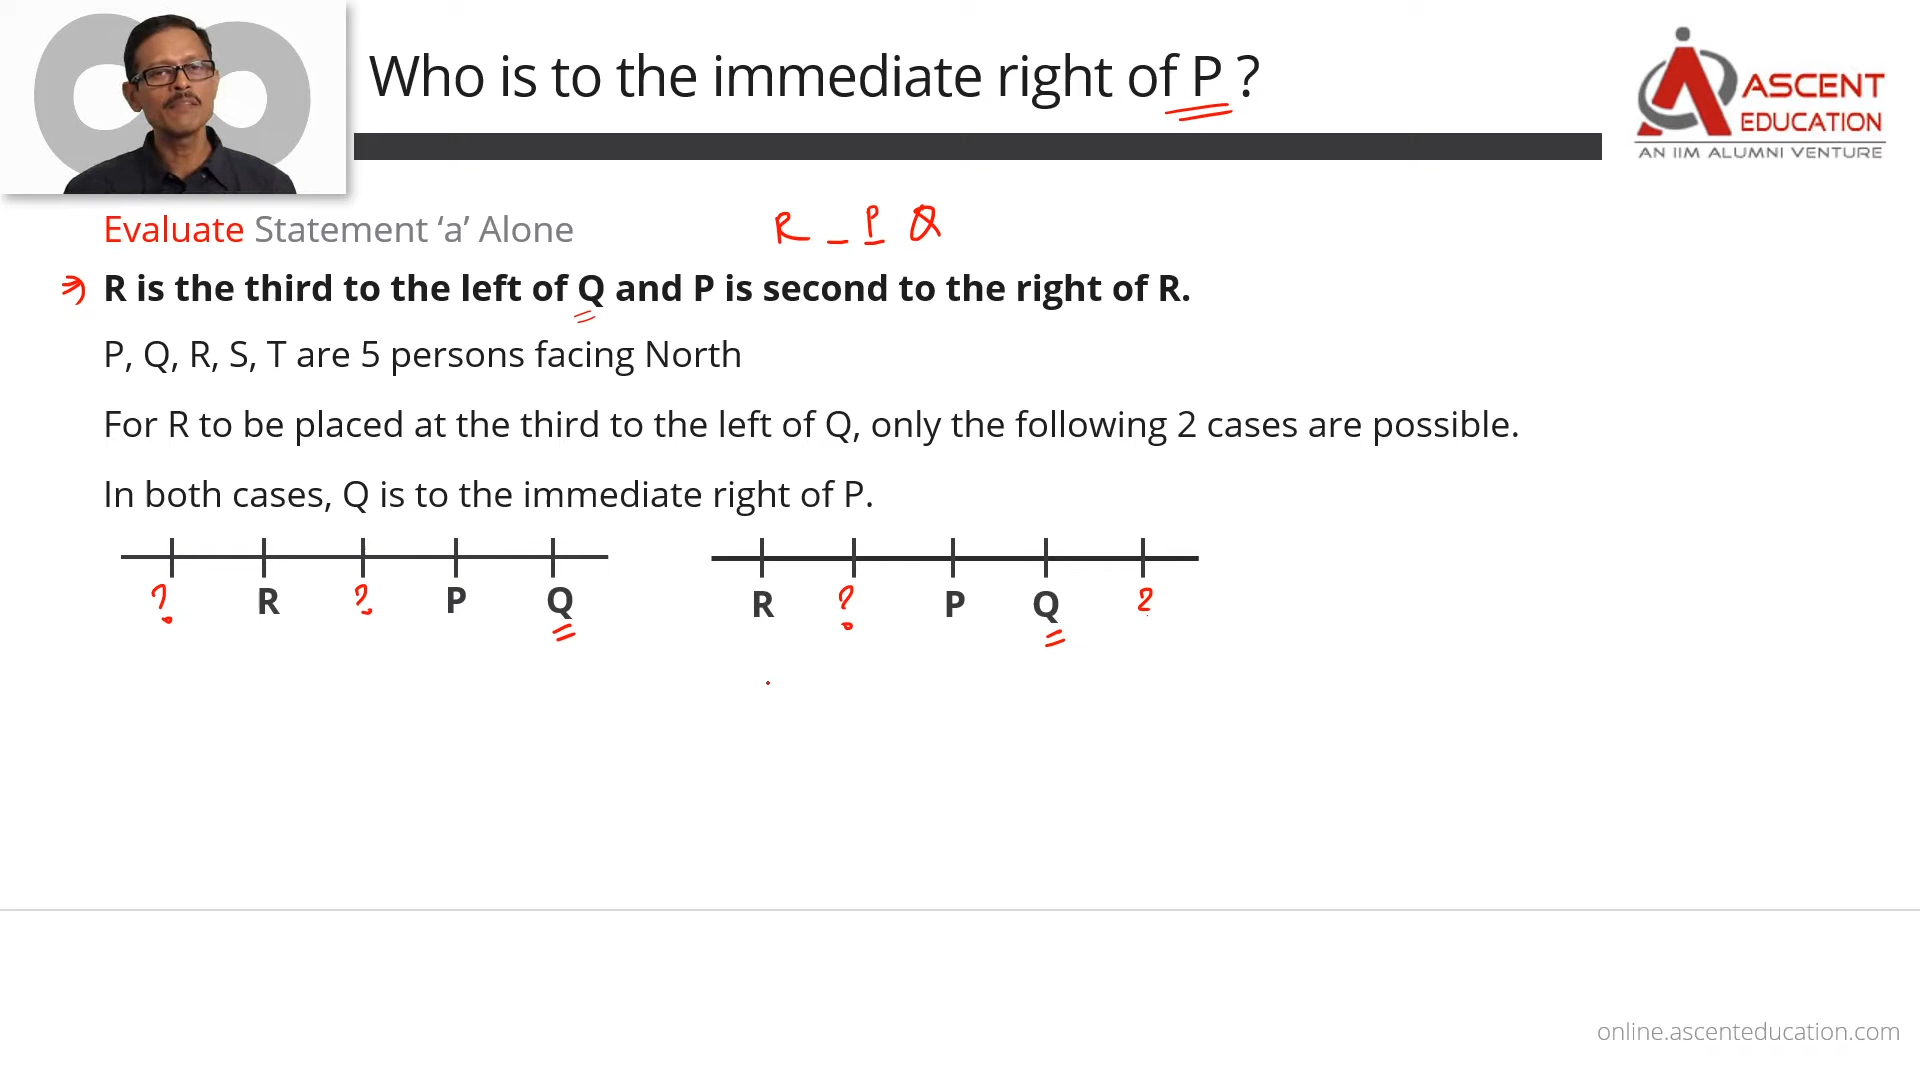 Who is to the immediate right of P ?
ASCENT
EDUCATION
AN IIM ALUMNI VENTURE
Evaluate Statement ‘a’ Alone
R _ P Q
R is the third to the left of Q and P is second to the right of R.
P, Q, R, S, T are 5 persons facing North
For R to be placed at the third to the left of Q, only the following 2 cases are possible.
In both cases, Q is to the immediate right of P.
? R ? P Q
R ? P Q ?
online.ascenteducation.com